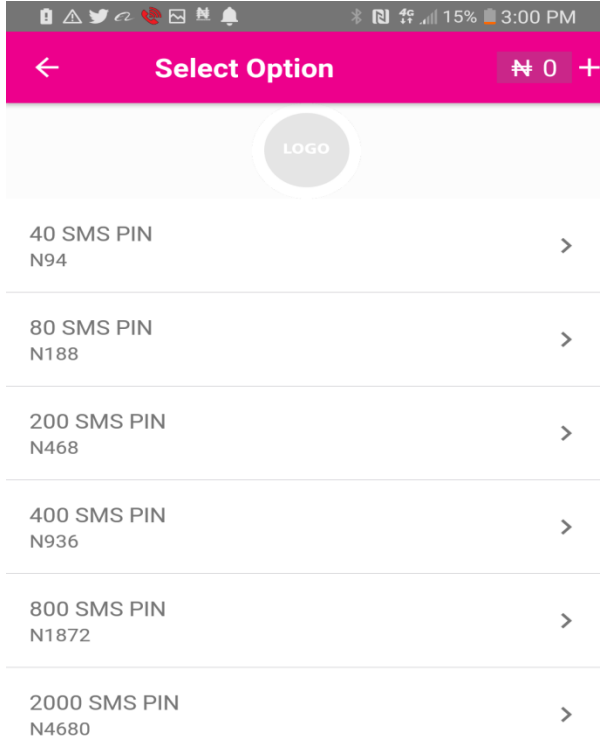 15% 3:00 PM
Select Option
₦ 0 +
LOGO
40 SMS PIN
N94
80 SMS PIN
N188
200 SMS PIN
N468
400 SMS PIN
N936
800 SMS PIN
N1872
2000 SMS PIN
N4680